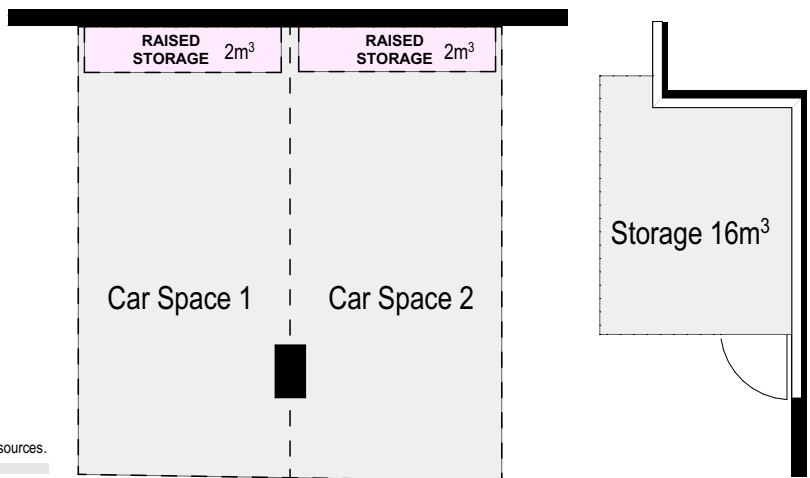 RAISED
STORAGE 2m³
RAISED
STORAGE 2m³
Storage 16m³
Car Space 1
Car Space 2
sources.